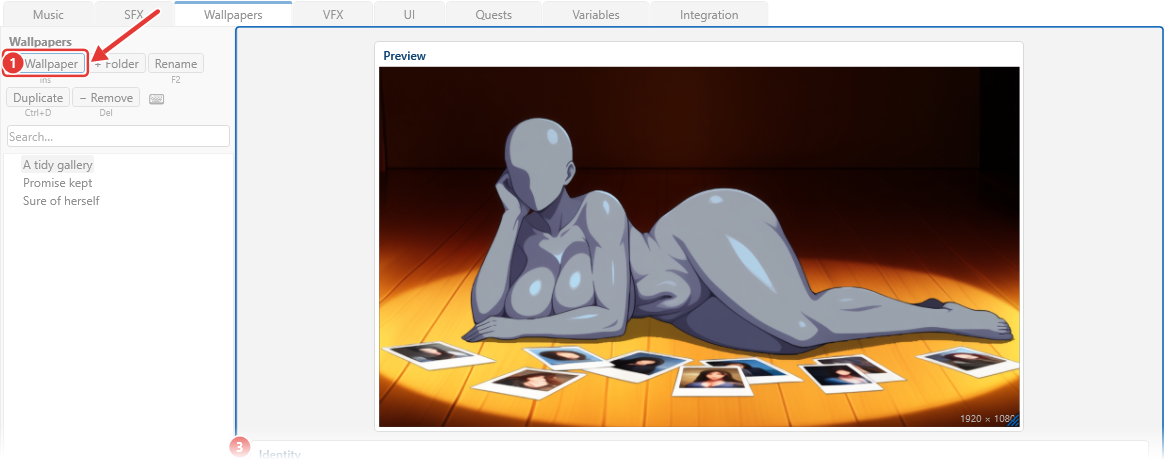 Music SFX Wallpapers VFX UI Quests Variables Integration
Wallpapers
1 Wallpaper + Folder Rename
Ins F2
Duplicate − Remove
Ctrl+D Del
Search...
A tidy gallery
Promise kept
Sure of herself
Preview
1920 × 1080
3
Identity